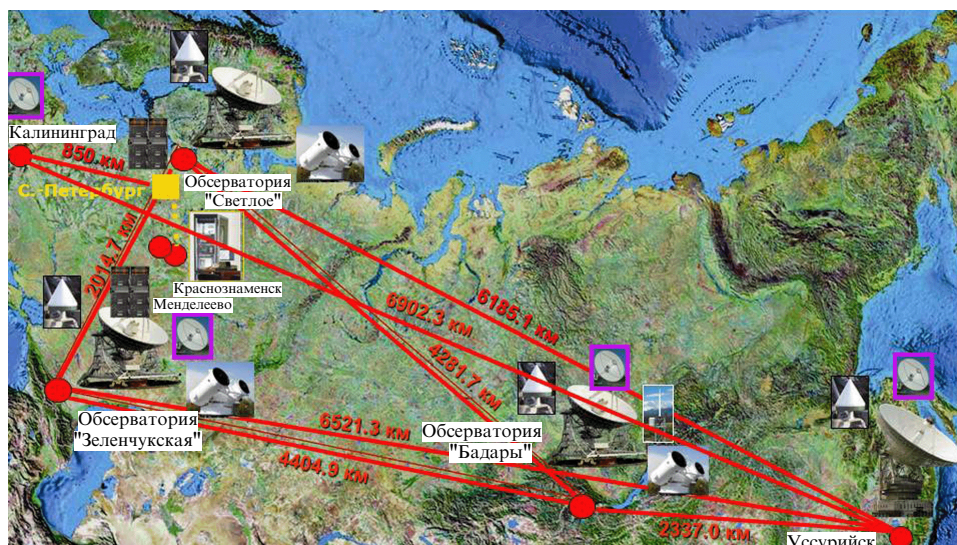 Калининград
850 км
С.-Петербург
Обсерватория
"Светлое"
2014.7 км
Краснознаменск
Менделеево
6902.3 км
6185.1 км
4281.7 км
Обсерватория
"Зеленчукская"
6521.3 км
4404.9 км
Обсерватория
"Бадары"
2337.0 км
Уссурийск